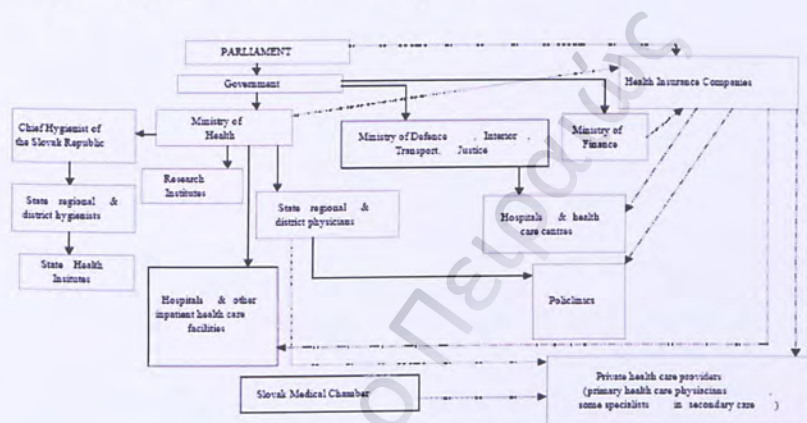 PARLIAMENT
Government
Health Insurance Companies
Chief Hygienist of
the Slovak Republic
Ministry of
Health
Ministry of Defence , Interior ,
Transport, Justice
Ministry of
Finance
Research
Institutes
State regional &
district hygienists
State regional &
district physicians
Hospitals & health
care centres
State Health
Insitutes
Hospitals & other
inpatient health care
facilities
Policlinics
Slovak Medical Chamber
Private health care providers
(primary health care physiacians ,
some specialists in secondary care )
ο Πειραιώς